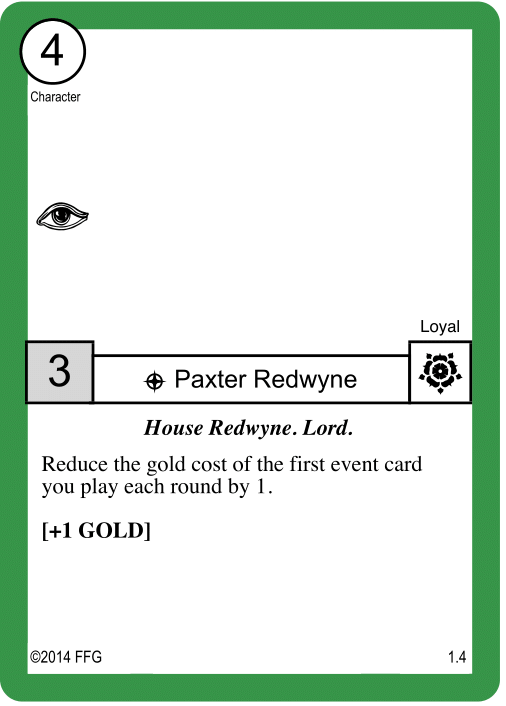 4
Character
Loyal
3
Paxter Redwyne
House Redwyne. Lord.
Reduce the gold cost of the first event card
you play each round by 1.
[+1 GOLD]
©2014 FFG
1.4